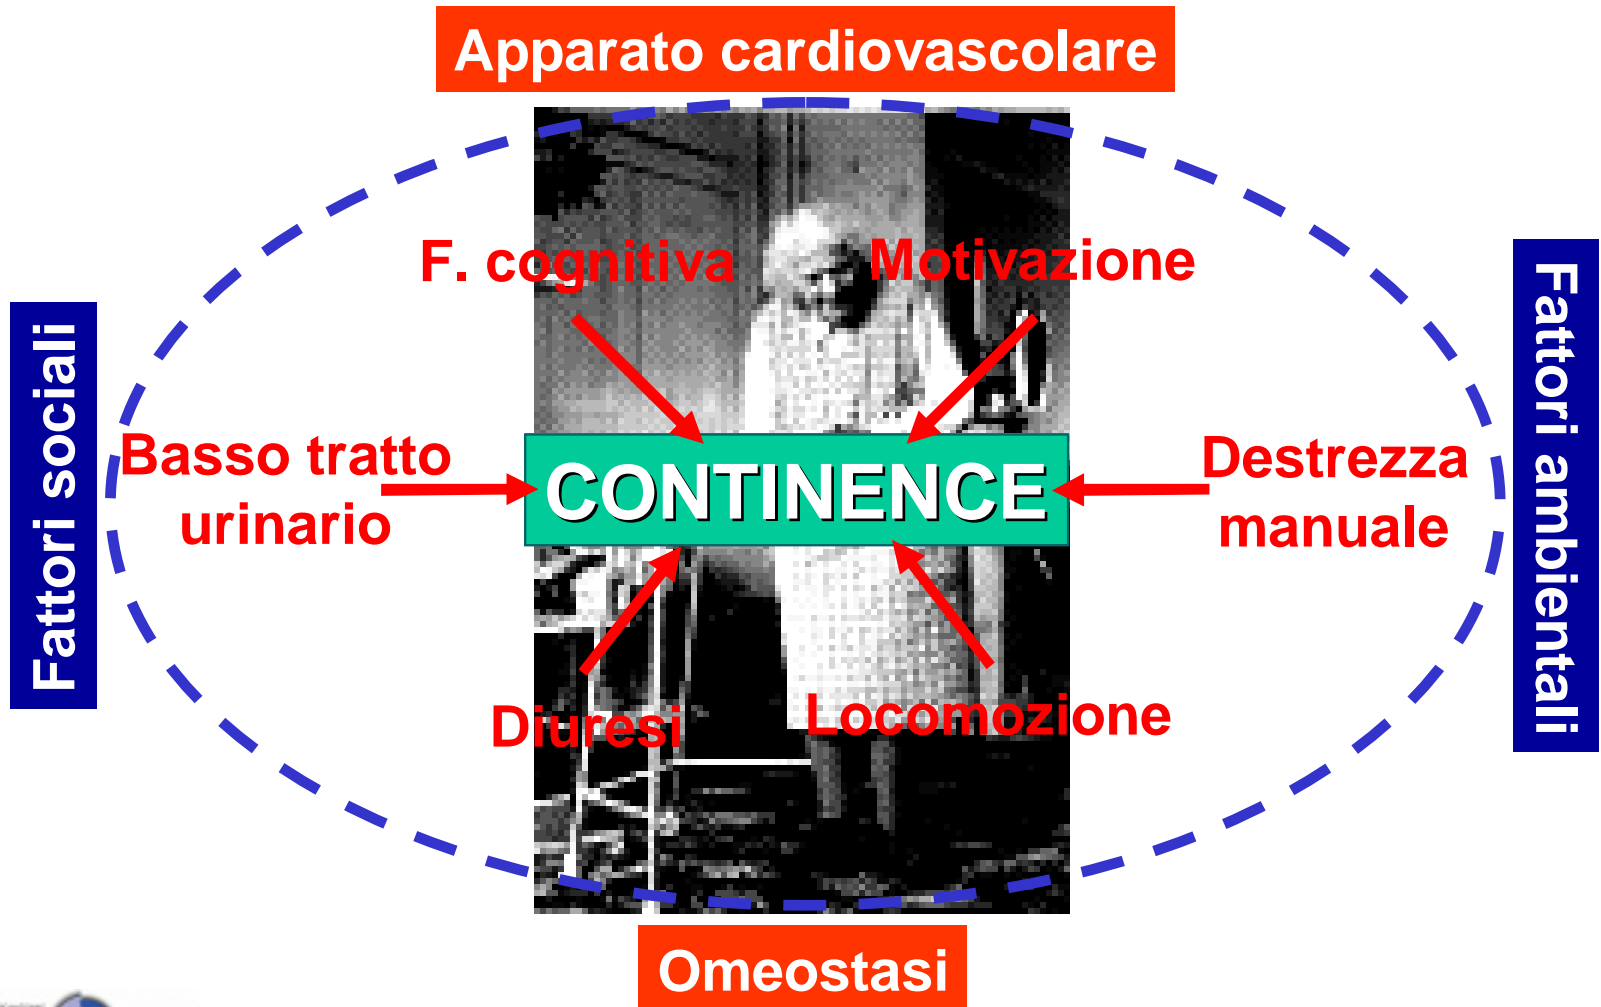 Apparato cardiovascolare
F. cognitiva
Motivazione
Fattori sociali
Fattori ambientali
Basso tratto
urinario
CONTINENCE
Destrezza
manuale
Diuresi
Locomozione
Omeostasi